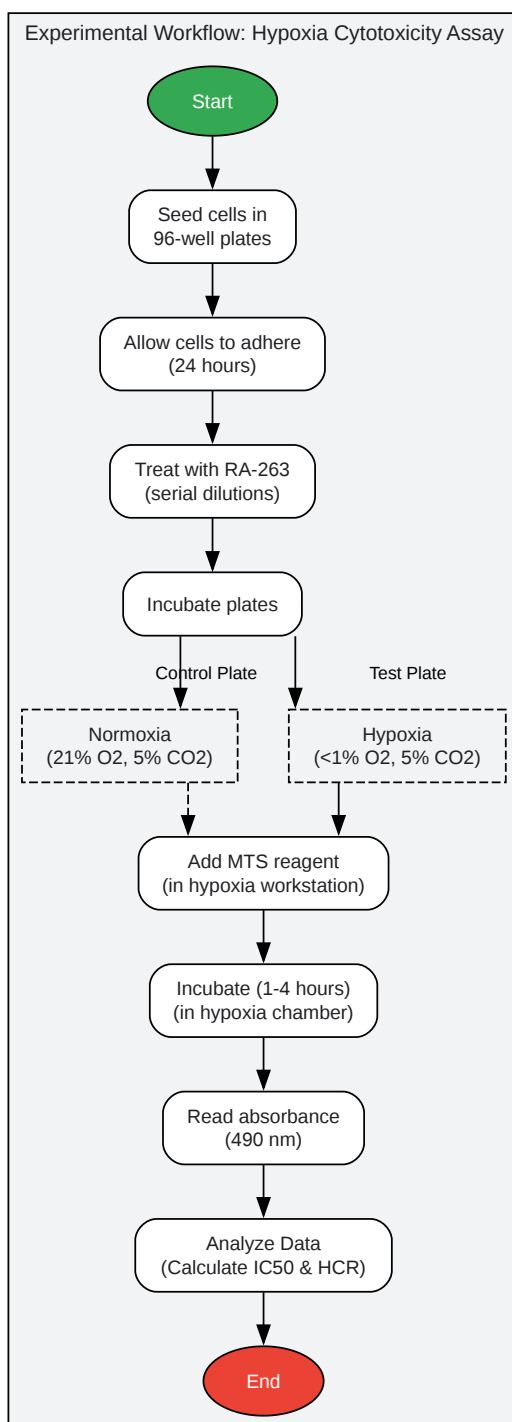 Experimental Workflow: Hypoxia Cytotoxicity Assay
Start
Seed cells in
96-well plates
Allow cells to adhere
(24 hours)
Treat with RA-263
(serial dilutions)
Incubate plates
Control Plate
Test Plate
Normoxia
(21% O2, 5% CO2)
Hypoxia
(<1% O2, 5% CO2)
Add MTS reagent
(in hypoxia workstation)
Incubate (1-4 hours)
(in hypoxia chamber)
Read absorbance
(490 nm)
Analyze Data
(Calculate IC50 & HCR)
End